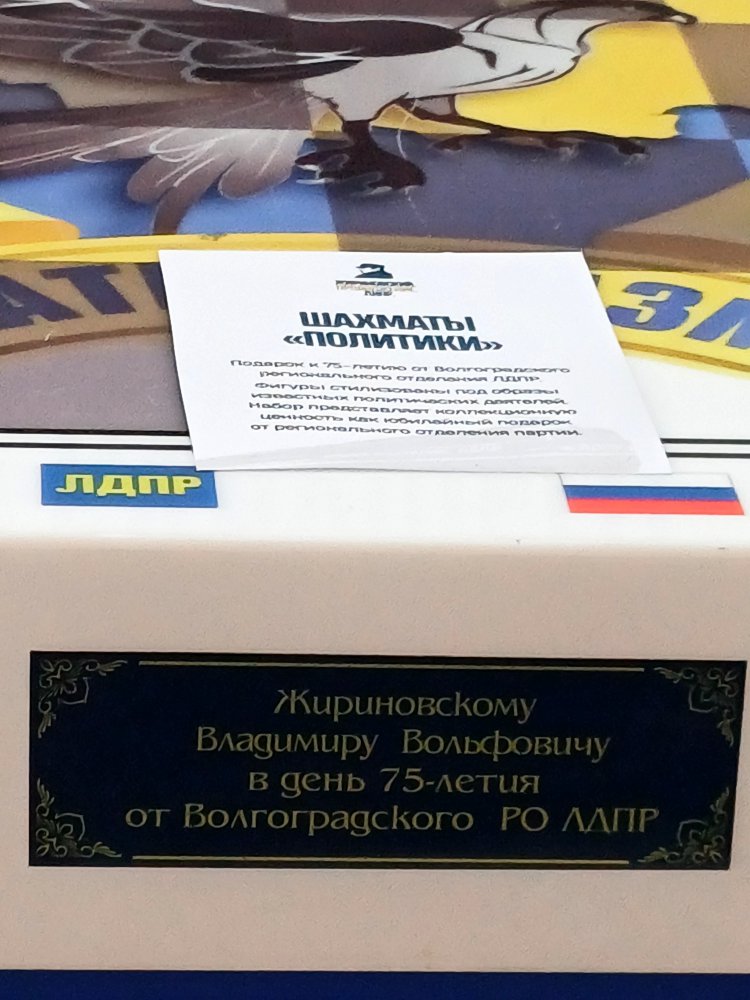 ШАХМАТЫ
«ПОЛИТИКИ»
Подарок к 75-летию от Волгоградского
регионального отделения ЛДПР.
Фигуры стилизованы под образы
известных политических деятелей.
Набор представляет коллекционную
ценность как юбилейный подарок
от регионального отделения партии.
ЛДПР
Жириновскому
Владимиру Вольфовичу
в день 75-летия
от Волгоградского РО ЛДПР